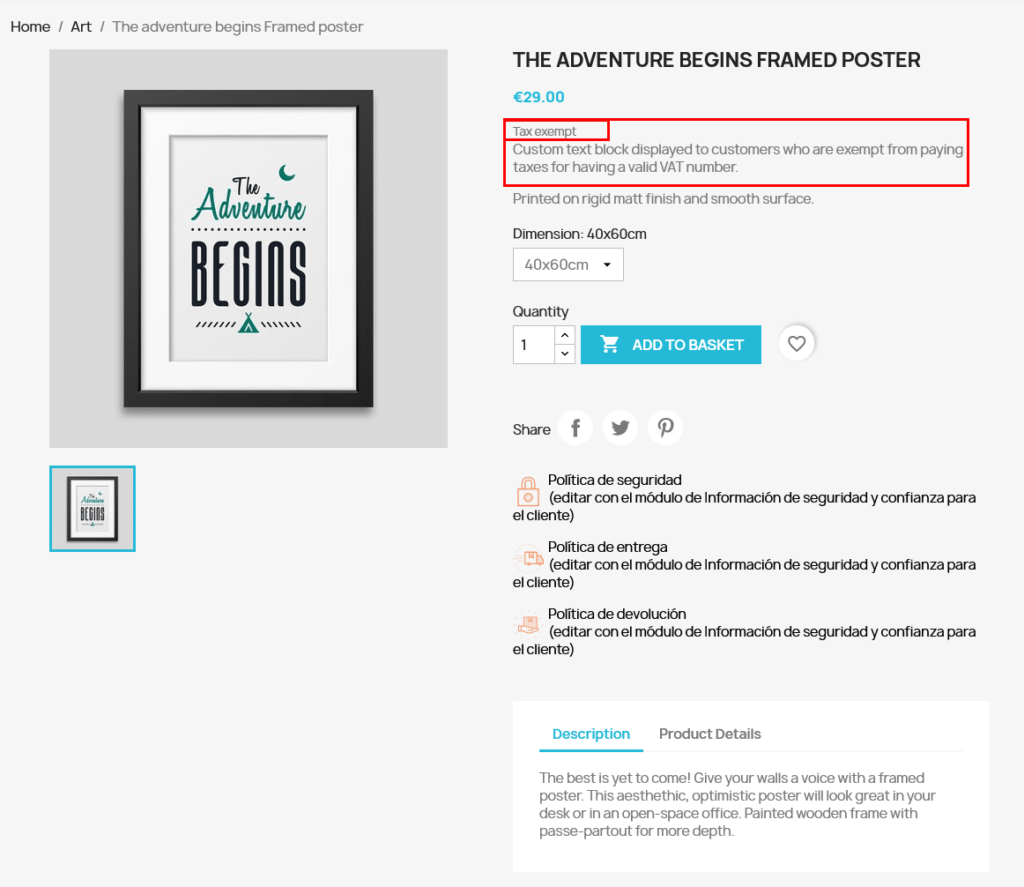 Home / Art / The adventure begins Framed poster
THE ADVENTURE BEGINS FRAMED POSTER
€29.00
Tax exempt
Custom text block displayed to customers who are exempt from paying
taxes for having a valid VAT number.
Printed on rigid matt finish and smooth surface.
Dimension: 40x60cm
40x60cm
Quantity
1
ADD TO BASKET
Share
Política de seguridad
(editar con el módulo de Información de seguridad y confianza para
el cliente)
Política de entrega
(editar con el módulo de Información de seguridad y confianza para
el cliente)
Política de devolución
(editar con el módulo de Información de seguridad y confianza para
el cliente)
Description Product Details
The best is yet to come! Give your walls a voice with a framed
poster. This aesthethic, optimistic poster will look great in your
desk or in an open-space office. Painted wooden frame with
passe-partout for more depth.
The
Adventure
BEGINS
The
Adventure
BEGINS